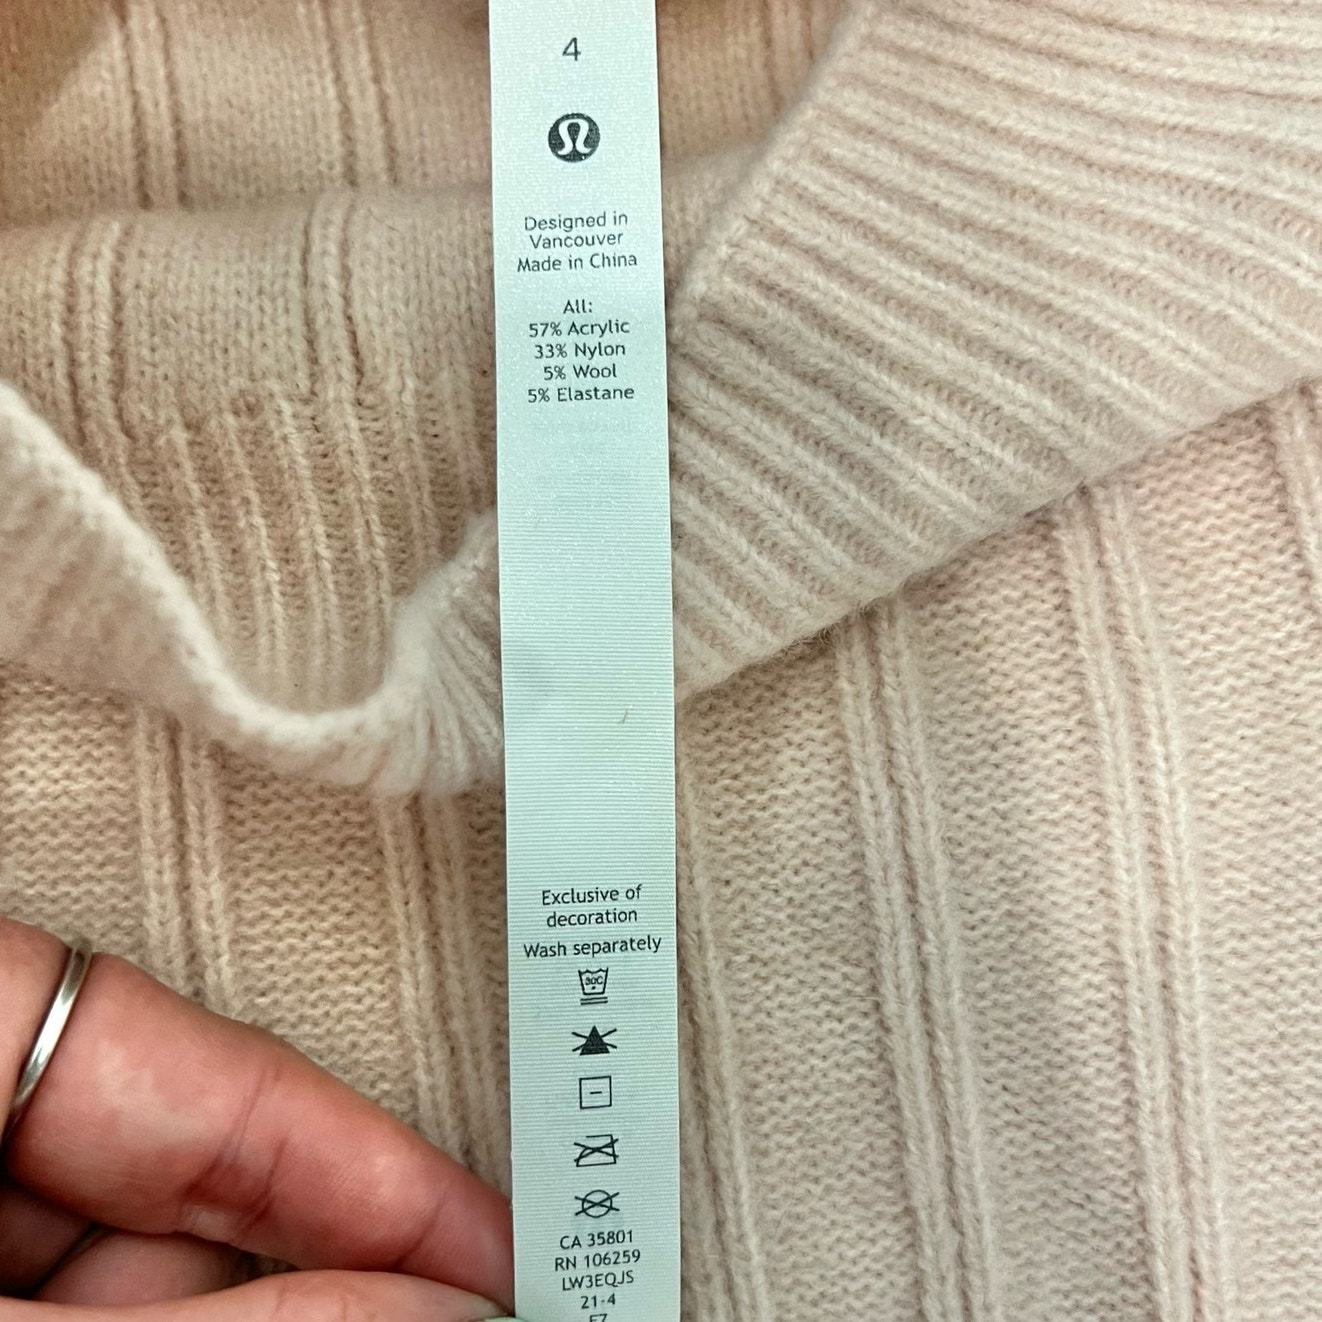 4
Designed in
Vancouver
Made in China
All:
57% Acrylic
33% Nylon
5% Wool
5% Elastane
Exclusive of
decoration
Wash separately
30C
CA 35801
RN 106259
LW3EQJS
21-4